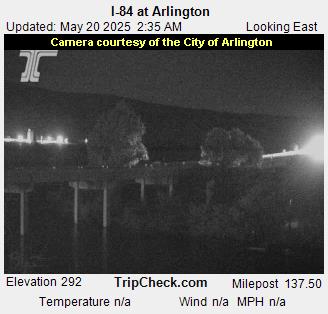 I-84 at Arlington
Updated: May 20 2025 2:35 AM Looking East
Camera courtesy of the City of Arlington
Elevation 292 TripCheck.com Milepost 137.50
Temperature n/a Wind n/a MPH n/a